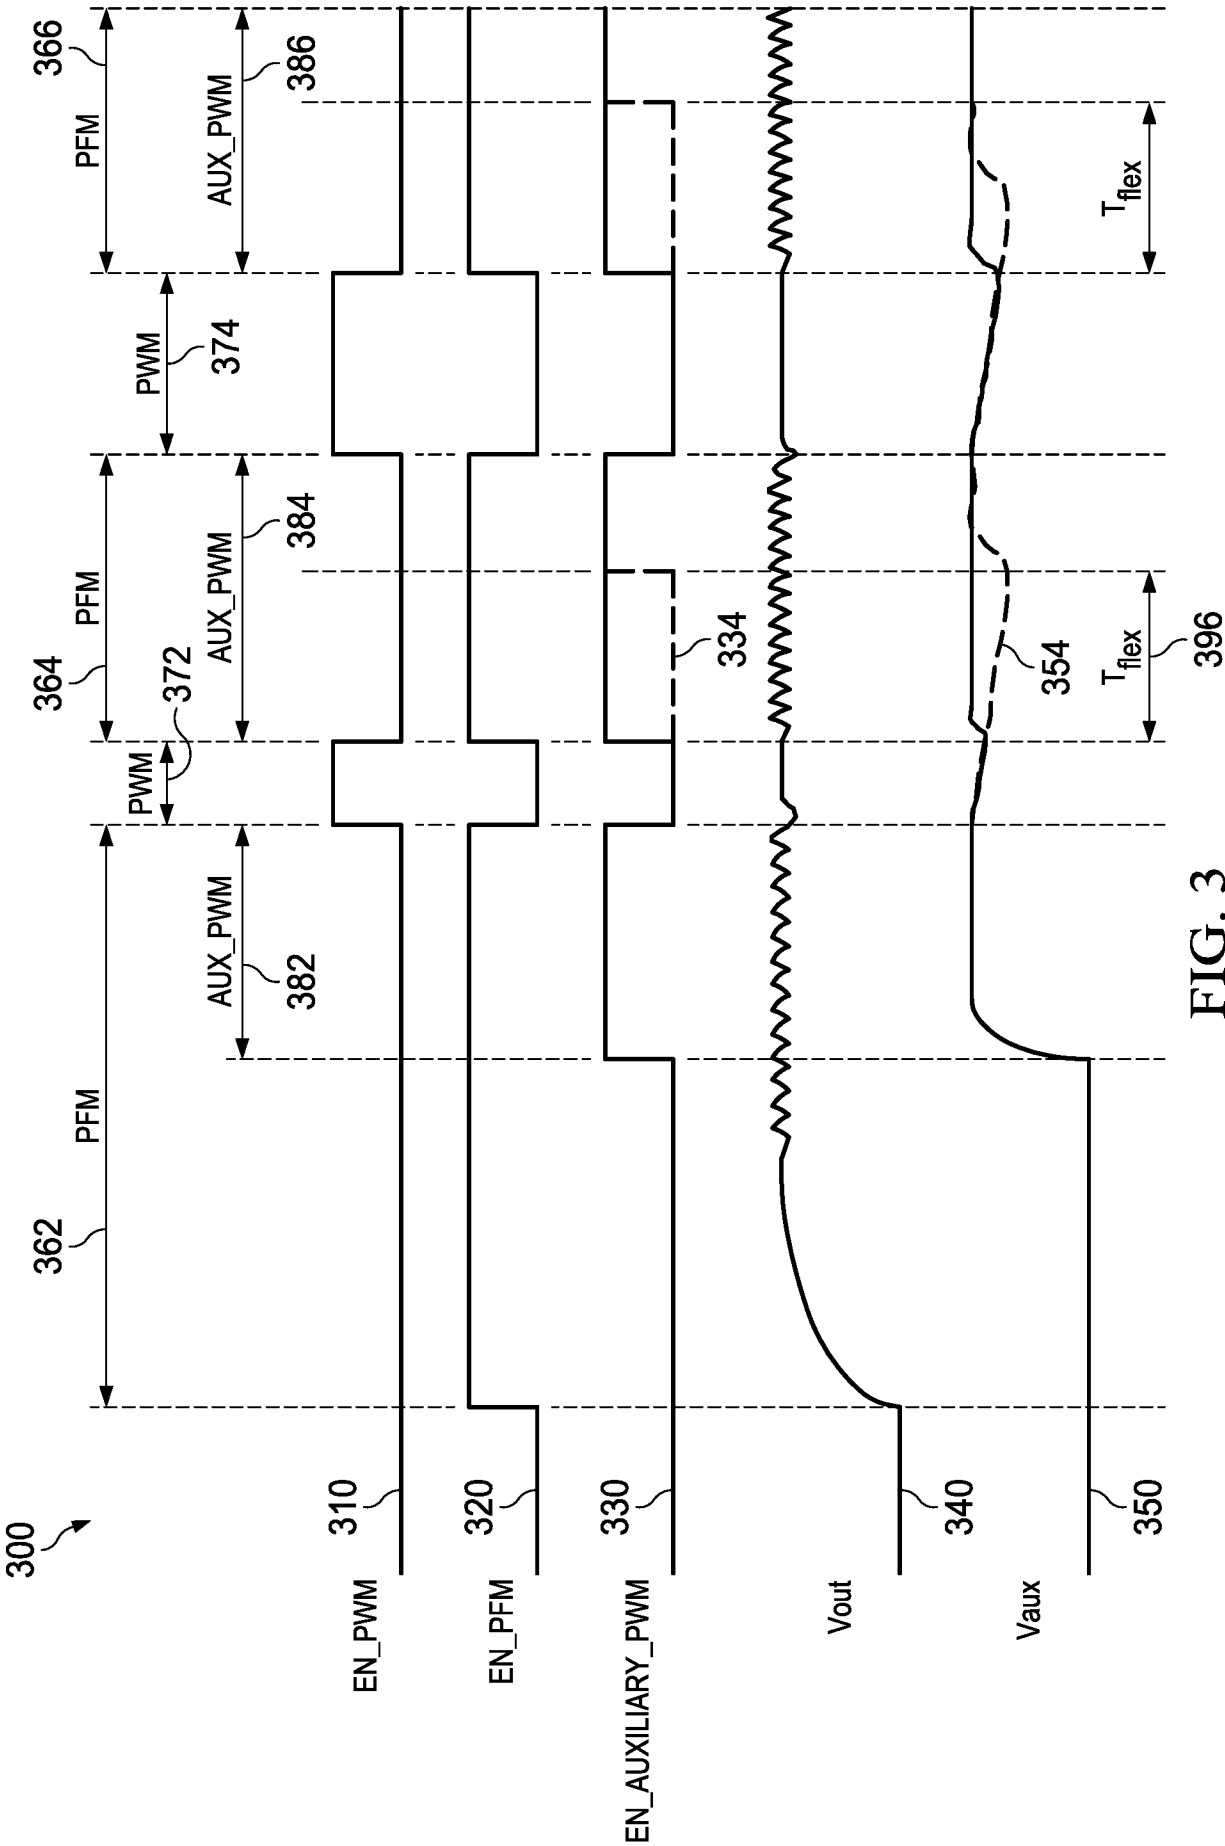 300
362
PFM
364
PFM
366
PFM
PWM
372
PWM
374
AUX_PWM
382
AUX_PWM
384
AUX_PWM
386
EN_PWM
310
EN_PFM
320
EN_AUXILIARY_PWM
330
334
Vout
340
Vaux
350
354
Tflex
396
Tflex
FIG. 3